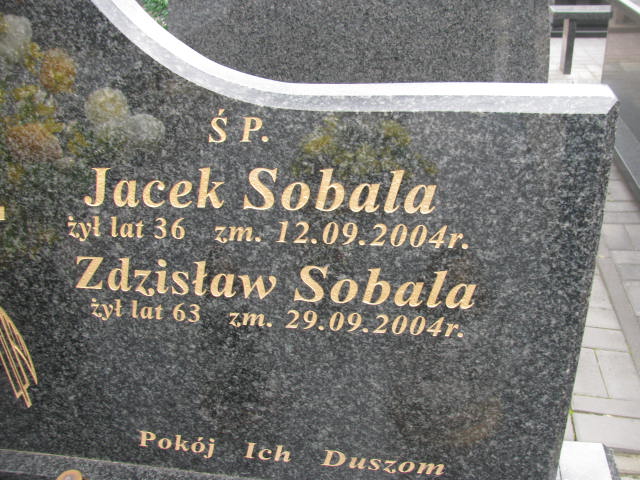 Ś P.
Jacek Sobala
żył lat 36 zm. 12.09.2004r.
Zdzisław Sobala
żył lat 63 zm. 29.09.2004r.
Pokój Ich Duszom